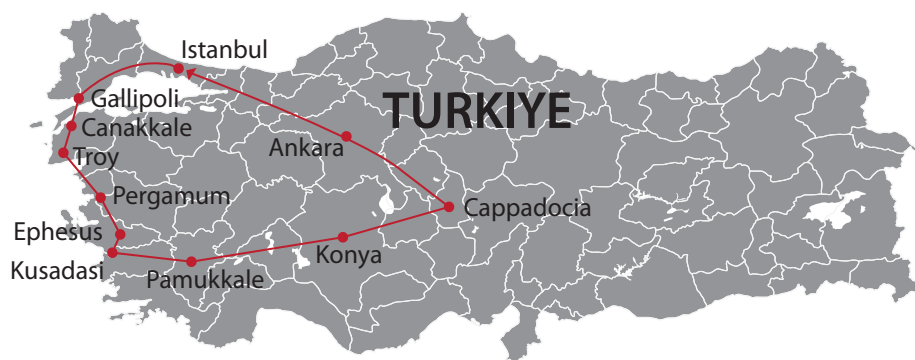 Istanbul
Gallipoli
TURKIYE
Canakkale
Ankara
Troy
Pergamum
Cappadocia
Ephesus
Konya
Kusadasi
Pamukkale